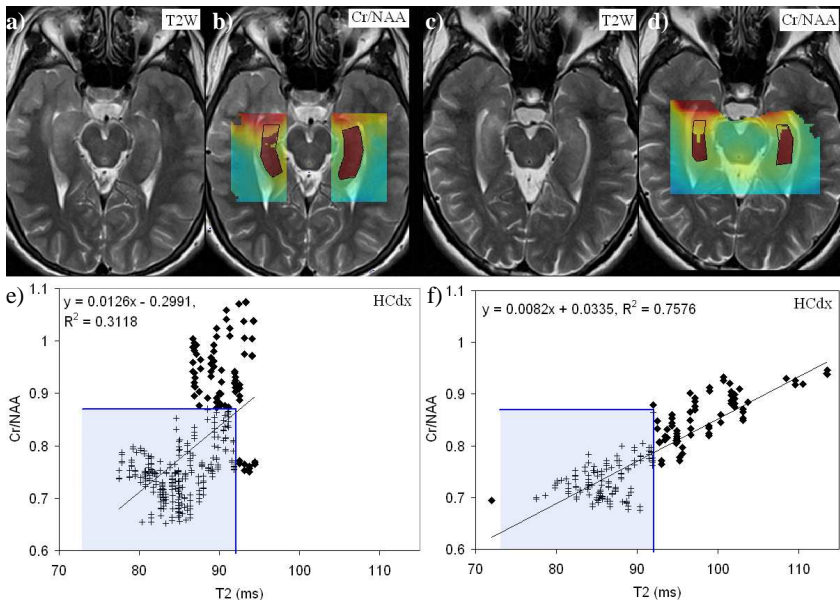 a)
T2W
b)
Cr/NAA
c)
T2W
d)
Cr/NAA
e)
y = 0.0126x - 0.2991,
R² = 0.3118
HCdx
1.1
1
0.9
0.8
0.7
0.6
Cr/NAA
70
80
90
100
110
T2 (ms)
f)
y = 0.0082x + 0.0335, R² = 0.7576
HCdx
1.1
1
0.9
0.8
0.7
0.6
Cr/NAA
70
80
90
100
110
T2 (ms)